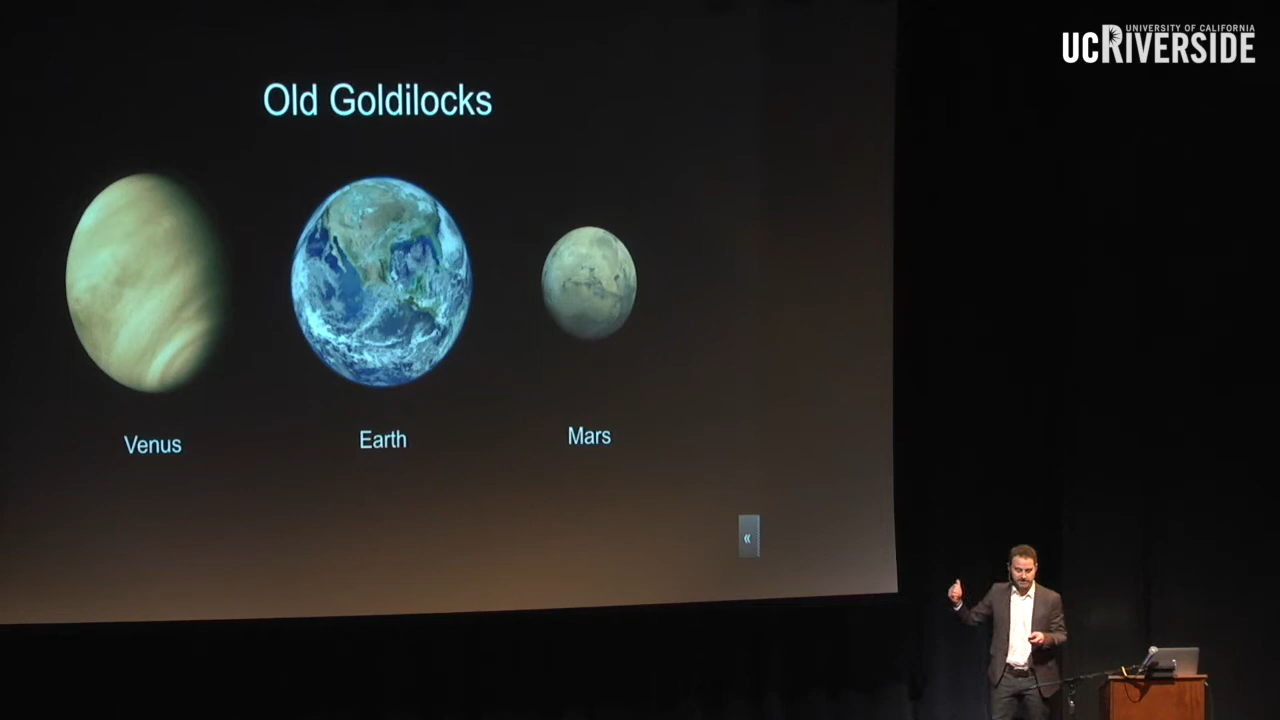 UNIVERSITY OF CALIFORNIA
UCRIVERSIDE
Old Goldilocks
Venus
Earth
Mars
«